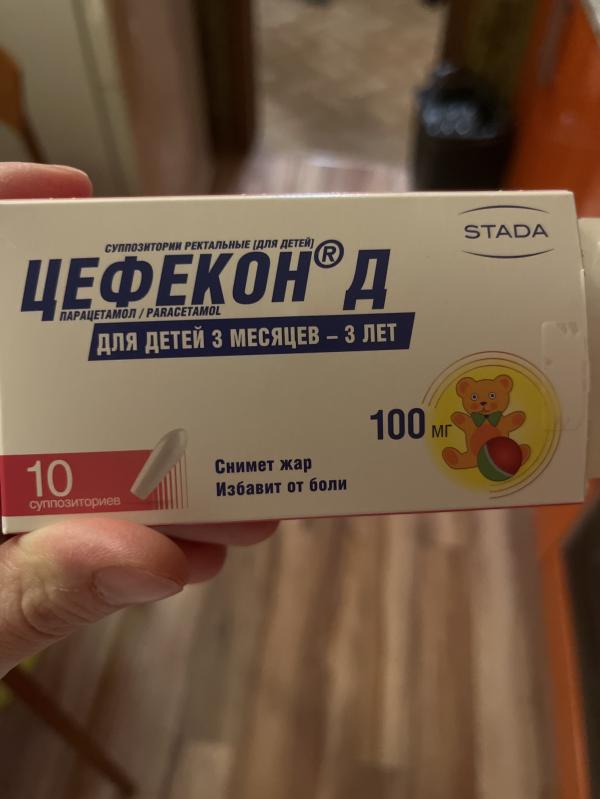 STADA
СУППОЗИТОРИИ РЕКТАЛЬНЫЕ [ДЛЯ ДЕТЕЙ]
ЦЕФЕКОН® Д
ПАРАЦЕТАМОЛ / PARACETAMOL
ДЛЯ ДЕТЕЙ 3 МЕСЯЦЕВ – 3 ЛЕТ
100 МГ
10
суппозиториев
Снимет жар
Избавит от боли